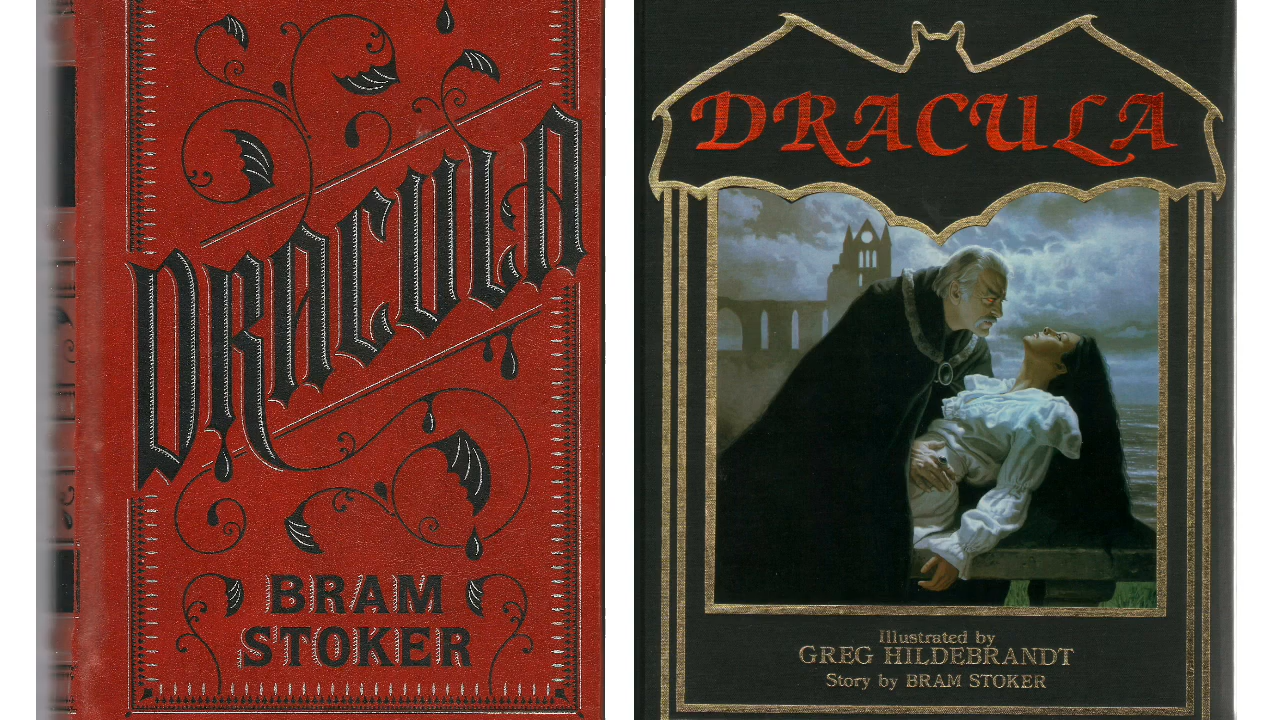 DRACULA
BRAM
STOKER
DRACULA
Illustrated by
GREG HILDEBRANDT
Story by BRAM STOKER